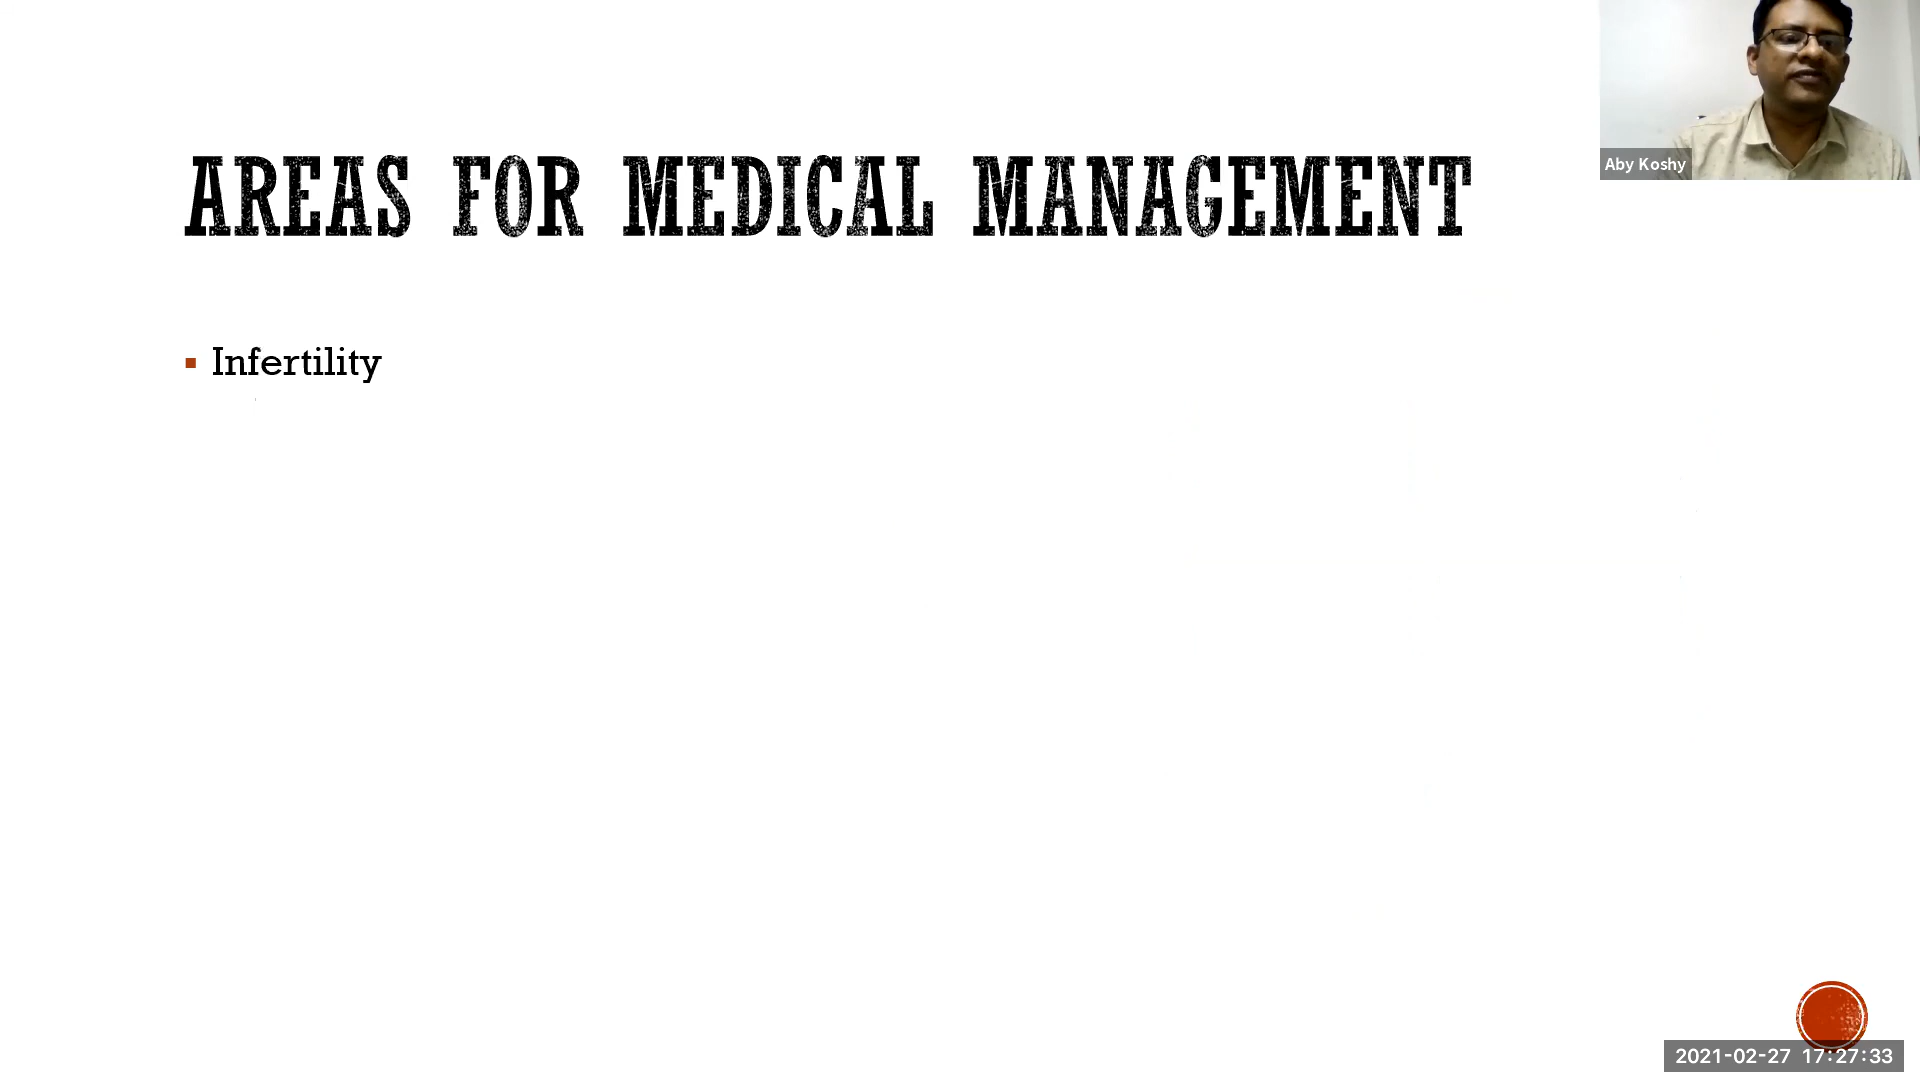 Aby Koshy
AREAS FOR MEDICAL MANAGEMENT
Infertility
2021-02-27 17:27:33